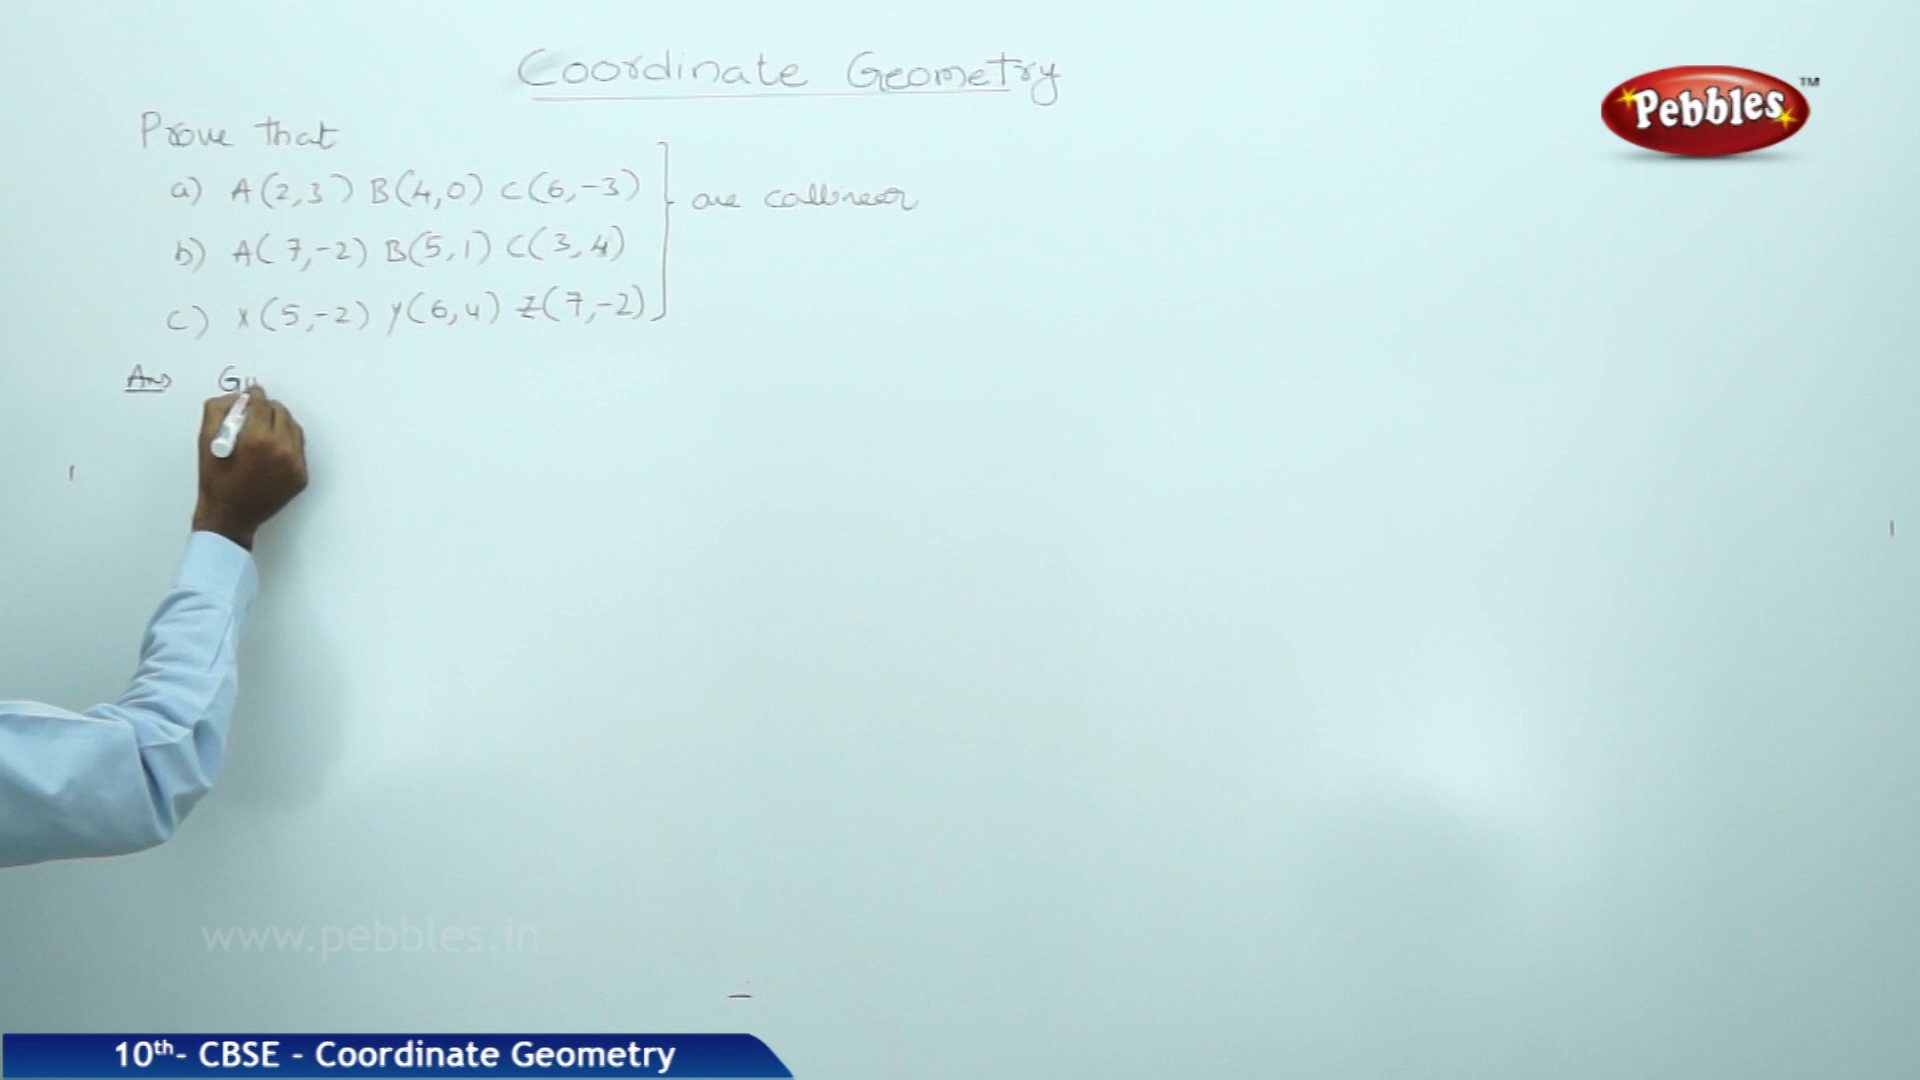 Coordinate Geometry
Pebbles™
Prove that
a) A(2,3) B(4,0) C(6,-3)
are collinear
b) A(7,-2) B(5,1) C(3,4)
c) X(5,-2) Y(6,4) Z(7,-2)
Ans
www.pebbles.in
10th- CBSE - Coordinate Geometry